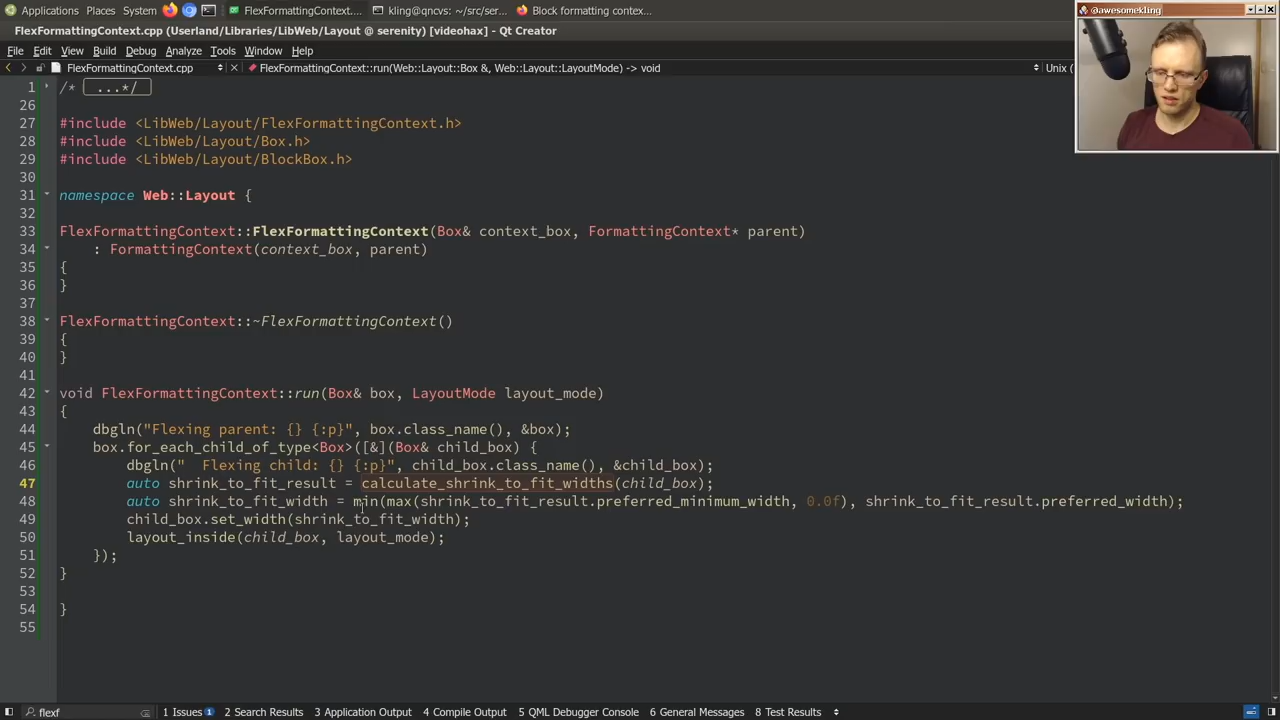 Applications Places System FlexFormattingContext.... kling@qncvs: ~/src/ser... Block formatting contex...
FlexFormattingContext.cpp (Userland/Libraries/LibWeb/Layout @ serenity) [videohax] - Qt Creator
@awesomekling
File Edit View Build Debug Analyze Tools Window Help
FlexFormattingContext.cpp FlexFormattingContext::run(Web::Layout::Box &, Web::Layout::LayoutMode) -> void Unix (
1 /* ...*/
26
27 #include <LibWeb/Layout/FlexFormattingContext.h>
28 #include <LibWeb/Layout/Box.h>
29 #include <LibWeb/Layout/BlockBox.h>
30
31 namespace Web::Layout {
32
33 FlexFormattingContext::FlexFormattingContext(Box& context_box, FormattingContext* parent)
34 : FormattingContext(context_box, parent)
35 {
36 }
37
38 FlexFormattingContext::~FlexFormattingContext()
39 {
40 }
41
42 void FlexFormattingContext::run(Box& box, LayoutMode layout_mode)
43 {
44 dbgln("Flexing parent: {} {:p}", box.class_name(), &box);
45 box.for_each_child_of_type<Box>([&](Box& child_box) {
46 dbgln("  Flexing child: {} {:p}", child_box.class_name(), &child_box);
47 auto shrink_to_fit_result = calculate_shrink_to_fit_widths(child_box);
48 auto shrink_to_fit_width = min(max(shrink_to_fit_result.preferred_minimum_width, 0.0f), shrink_to_fit_result.preferred_width);
49 child_box.set_width(shrink_to_fit_width);
50 layout_inside(child_box, layout_mode);
51 });
52 }
53
54 }
55
flexf 1 Issues 1 2 Search Results 3 Application Output 4 Compile Output 5 QML Debugger Console 6 General Messages 8 Test Results